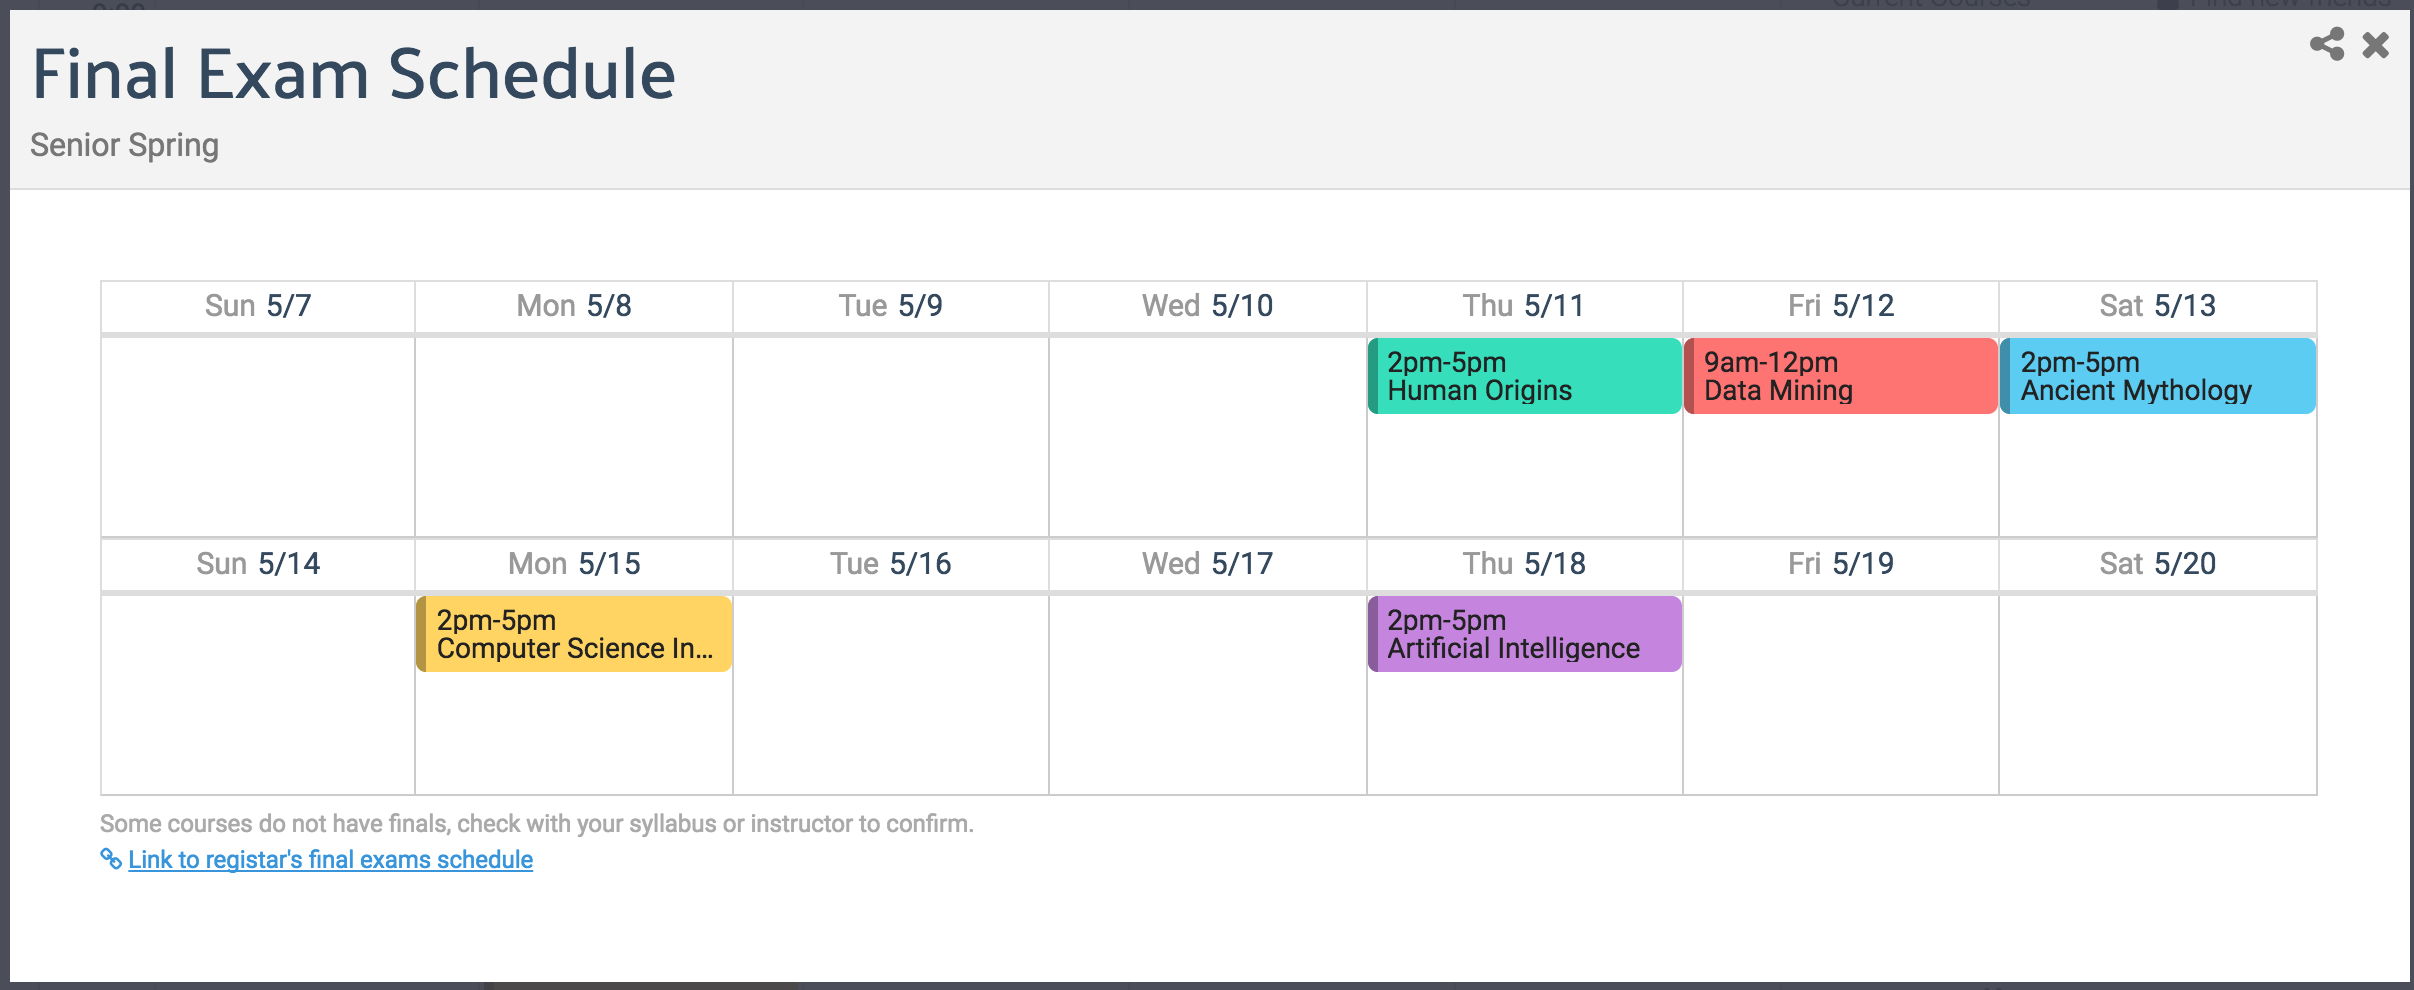 Final Exam Schedule
Senior Spring
Sun 5/7 Mon 5/8 Tue 5/9 Wed 5/10 Thu 5/11 Fri 5/12 Sat 5/13
2pm-5pm
Human Origins
9am-12pm
Data Mining
2pm-5pm
Ancient Mythology
Sun 5/14 Mon 5/15 Tue 5/16 Wed 5/17 Thu 5/18 Fri 5/19 Sat 5/20
2pm-5pm
Computer Science In...
2pm-5pm
Artificial Intelligence
Some courses do not have finals, check with your syllabus or instructor to confirm.
Link to registar's final exams schedule